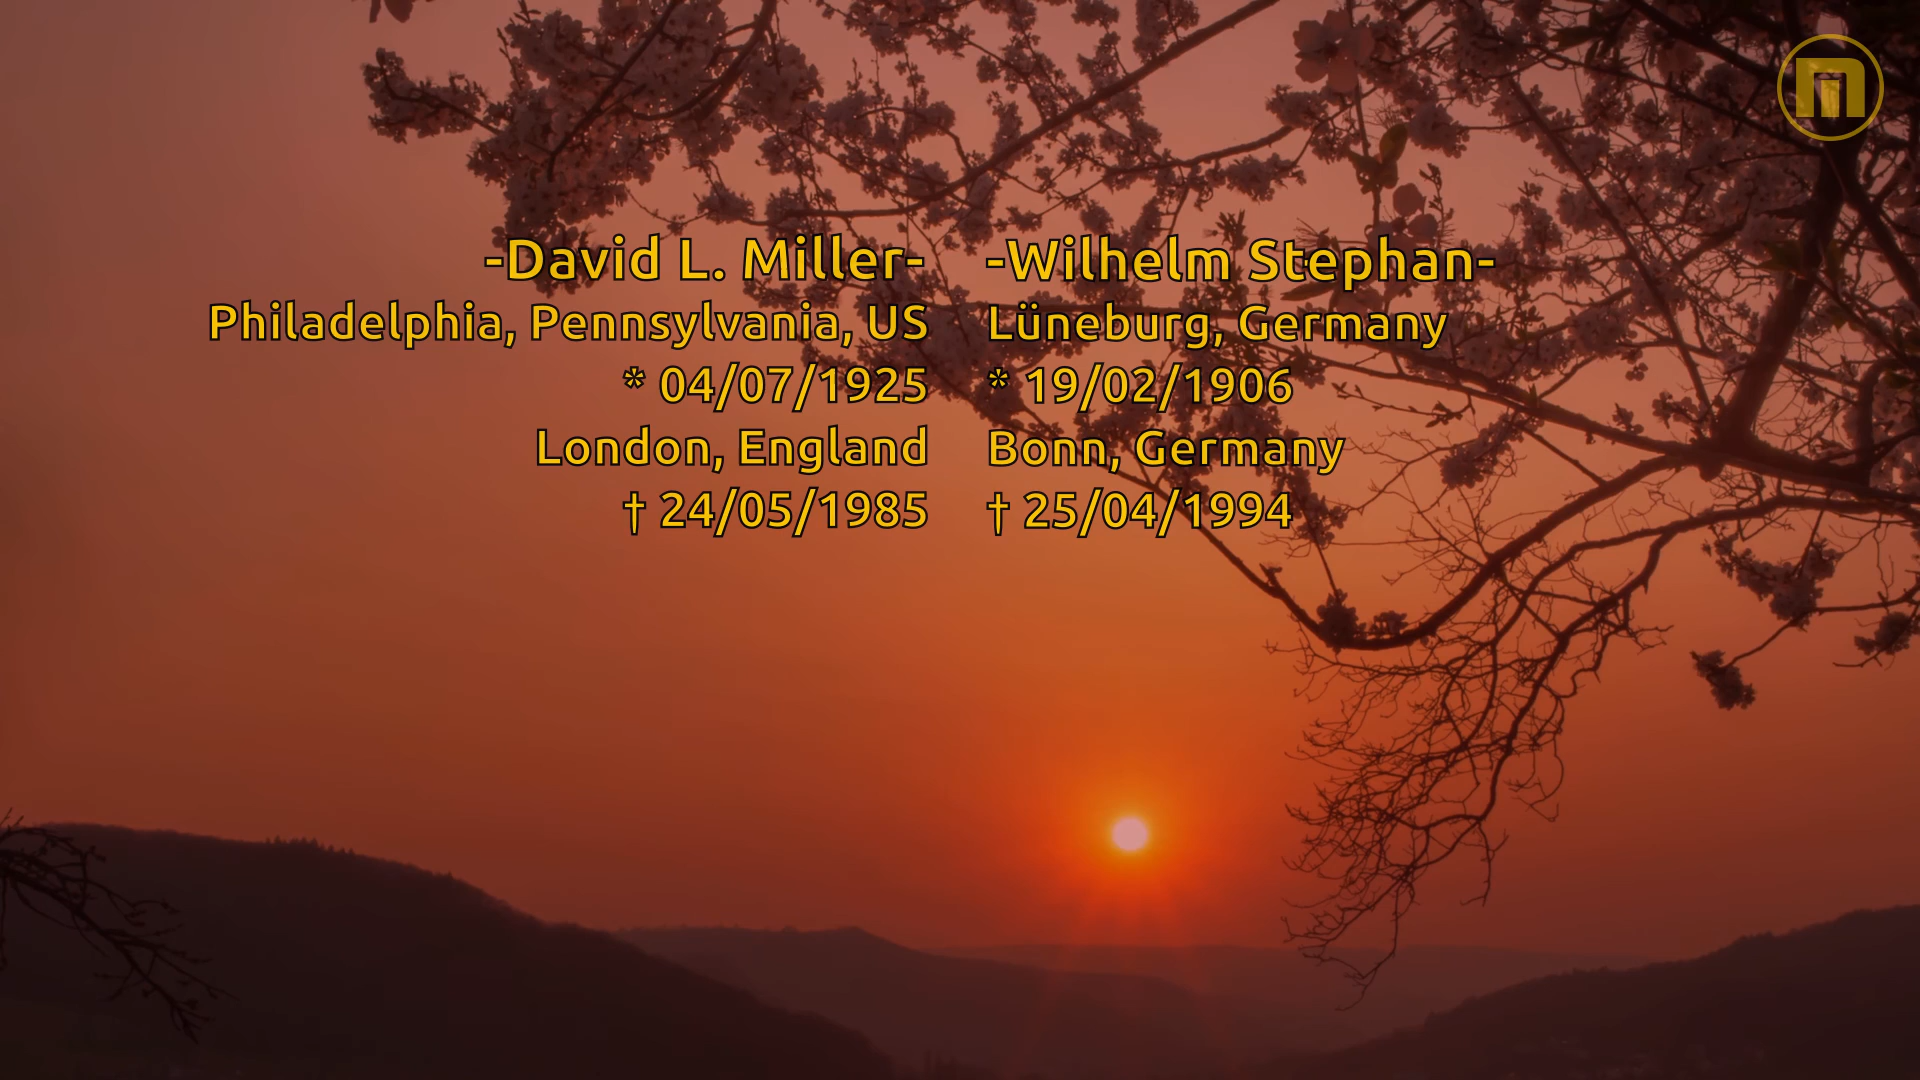 -David L. Miller-
Philadelphia, Pennsylvania, US
* 04/07/1925
London, England
† 24/05/1985
-Wilhelm Stephan-
Lüneburg, Germany
* 19/02/1906
Bonn, Germany
† 25/04/1994